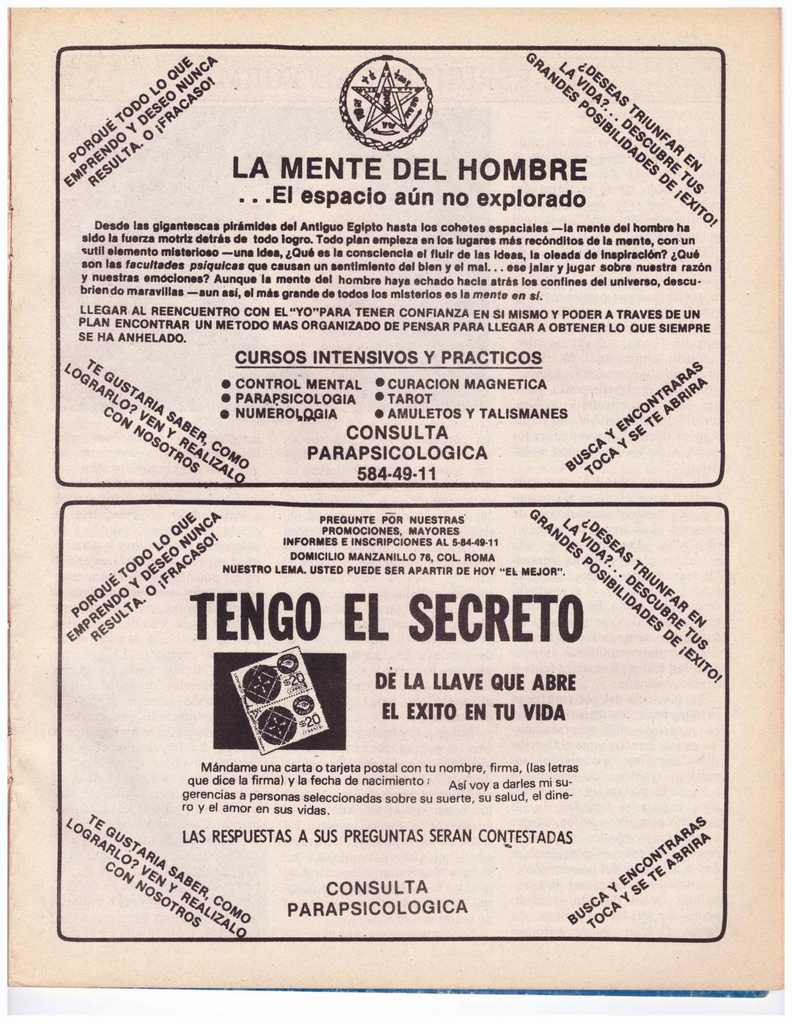 PORQUÉ TODO LO QUE
EMPRENDO Y DESEO NUNCA
RESULTA. O ¡FRACASO!
¿DESEAS TRIUNFAR EN
LA VIDA?... DESCUBRE TUS
GRANDES POSIBILIDADES DE ¡EXITO!
LA MENTE DEL HOMBRE
...El espacio aún no explorado
Desde las gigantescas pirámides del Antiguo Egipto hasta los cohetes espaciales —la mente del hombre ha
sido la fuerza motriz detrás de todo logro. Todo plan empieza en los lugares más recónditos de la mente, con un
sutil elemento misterioso —una idea, ¿Qué es la consciencia el fluir de las ideas, la oleada de inspiración? ¿Qué
son las facultades psíquicas que causan un sentimiento del bien y el mal... ese jalar y jugar sobre nuestra razón
y nuestras emociones? Aunque la mente del hombre haya echado hacia atrás los confines del universo, descu-
briendo maravillas —aun así, el más grande de todos los misterios es la mente en sí.
LLEGAR AL REENCUENTRO CON EL "YO" PARA TENER CONFIANZA EN SI MISMO Y PODER A TRAVES DE UN
PLAN ENCONTRAR UN METODO MAS ORGANIZADO DE PENSAR PARA LLEGAR A OBTENER LO QUE SIEMPRE
SE HA ANHELADO.
CURSOS INTENSIVOS Y PRACTICOS
● CONTROL MENTAL ● CURACION MAGNETICA
● PARAPSICOLOGIA ● TAROT
● NUMEROLOGIA ● AMULETOS Y TALISMANES
CONSULTA
PARAPSICOLOGICA
584-49-11
TE GUSTARIA SABER, COMO
LOGRARLO? VEN Y REALIZALO
CON NOSOTROS
BUSCA Y ENCONTRARAS
TOCA Y SE TE ABRIRA
PORQUÉ TODO LO QUE
EMPRENDO Y DESEO NUNCA
RESULTA. O ¡FRACASO!
PREGUNTE POR NUESTRAS
PROMOCIONES, MAYORES
INFORMES E INSCRIPCIONES AL 5-84-49-11
DOMICILIO MANZANILLO 76, COL. ROMA
NUESTRO LEMA. USTED PUEDE SER APARTIR DE HOY "EL MEJOR".
¿DESEAS TRIUNFAR EN
LA VIDA?... DESCUBRE TUS
GRANDES POSIBILIDADES DE ¡EXITO!
TENGO EL SECRETO
$20
$20
DE LA LLAVE QUE ABRE
EL EXITO EN TU VIDA
Mándame una carta o tarjeta postal con tu nombre, firma, (las letras
que dice la firma) y la fecha de nacimiento: Así voy a darles mi su-
gerencias a personas seleccionadas sobre su suerte, su salud, el dine-
ro y el amor en sus vidas.
LAS RESPUESTAS A SUS PREGUNTAS SERAN CONTESTADAS
TE GUSTARIA SABER, COMO
LOGRARLO? VEN Y REALIZALO
CON NOSOTROS
CONSULTA
PARAPSICOLOGICA
BUSCA Y ENCONTRARAS
TOCA Y SE TE ABRIRA